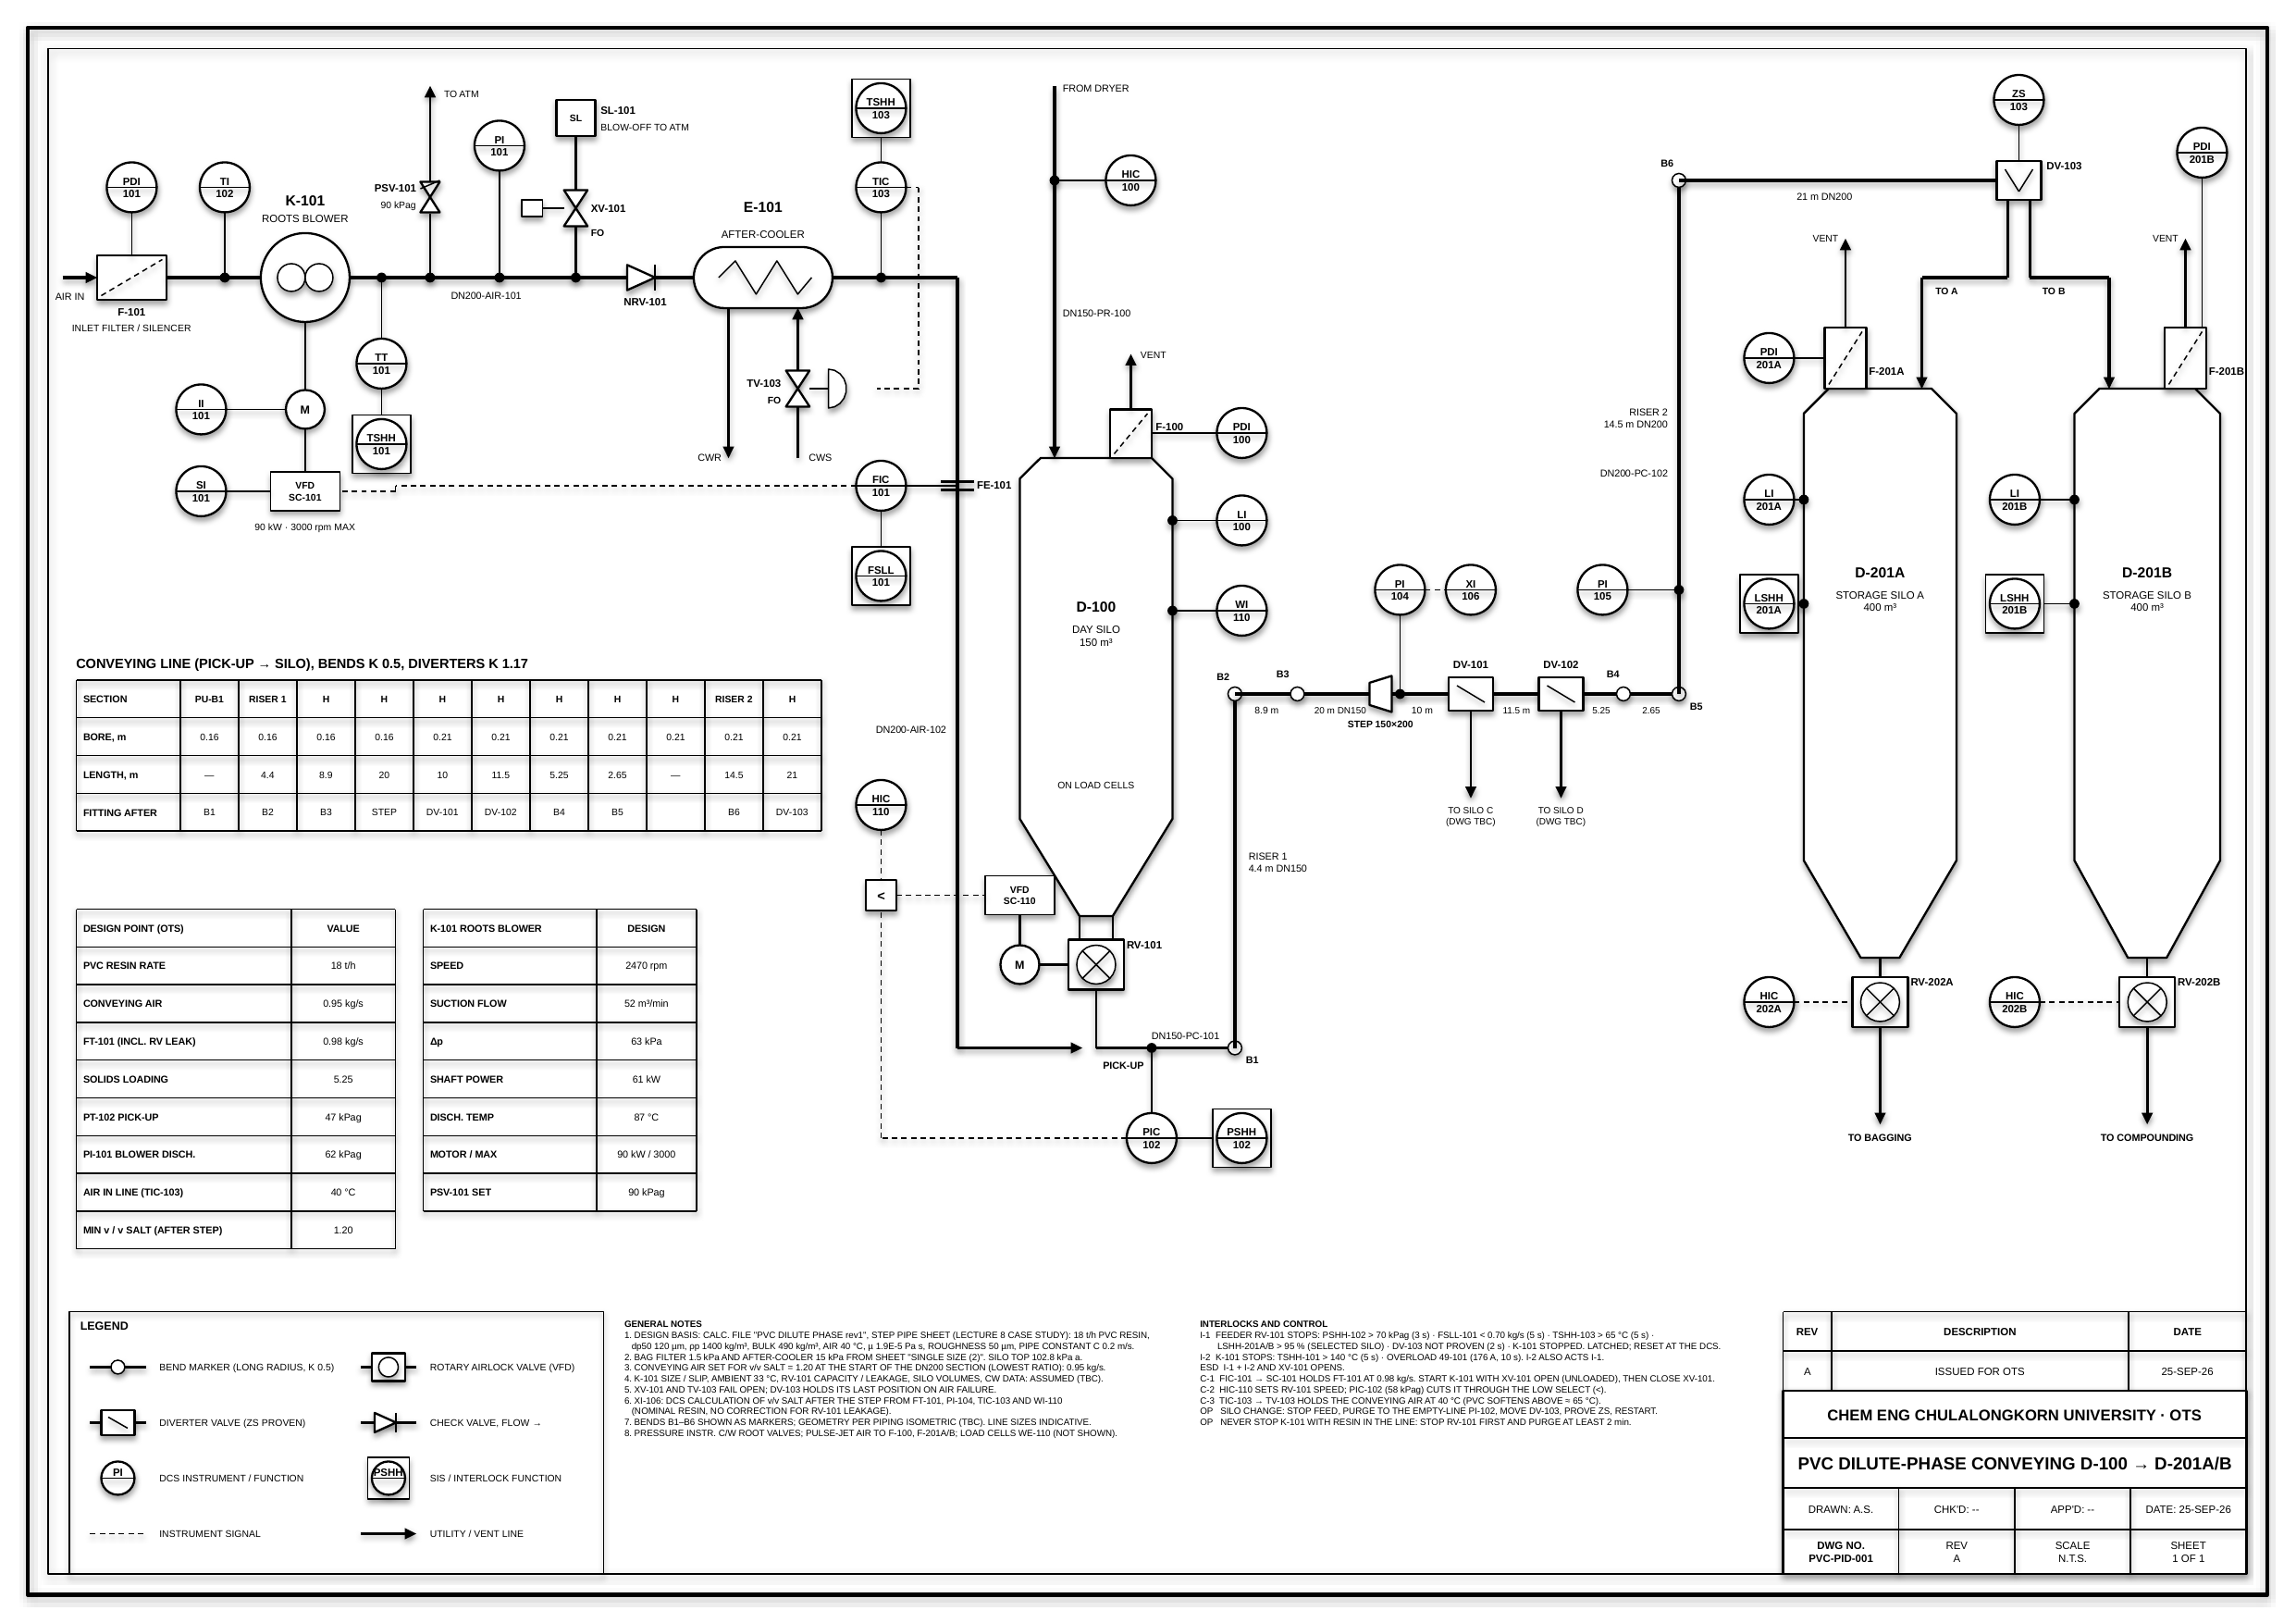 TO ATM
SL
SL-101
BLOW-OFF TO ATM
TSHH
103
FROM DRYER
ZS
103
PI
101
PDI
101
TI
102
K-101
ROOTS BLOWER
PSV-101
90 kPag
XV-101
FO
E-101
AFTER-COOLER
TIC
103
HIC
100
B6
21 m DN200
DV-103
PDI
201B
AIR IN
F-101
INLET FILTER / SILENCER
DN200-AIR-101
NRV-101
DN150-PR-100
VENT
VENT
TO A
TO B
TT
101
TSHH
101
II
101
M
SI
101
VFD
SC-101
90 kW · 3000 rpm MAX
TV-103
FO
CWR
CWS
FIC
101
FE-101
FSLL
101
VENT
F-100
PDI
100
LI
100
WI
110
D-100
DAY SILO
150 m³
ON LOAD CELLS
RISER 2
14.5 m DN200
DN200-PC-102
PDI
201A
F-201A
F-201B
LI
201A
LI
201B
LSHH
201A
LSHH
201B
D-201A
STORAGE SILO A
400 m³
D-201B
STORAGE SILO B
400 m³
PI
104
XI
106
PI
105
B2
B3
DV-101
DV-102
B4
B5
8.9 m
20 m DN150
10 m
11.5 m
5.25
2.65
STEP 150×200
TO SILO C
(DWG TBC)
TO SILO D
(DWG TBC)
CONVEYING LINE (PICK-UP → SILO), BENDS K 0.5, DIVERTERS K 1.17
SECTION PU-B1 RISER 1 H H H H H H H RISER 2 H
BORE, m 0.16 0.16 0.16 0.16 0.21 0.21 0.21 0.21 0.21 0.21 0.21
LENGTH, m — 4.4 8.9 20 10 11.5 5.25 2.65 — 14.5 21
FITTING AFTER B1 B2 B3 STEP DV-101 DV-102 B4 B5 B6 DV-103
DN200-AIR-102
HIC
110
<
VFD
SC-110
M
RV-101
RISER 1
4.4 m DN150
DN150-PC-101
PICK-UP
B1
PIC
102
PSHH
102
HIC
202A
RV-202A
HIC
202B
RV-202B
TO BAGGING
TO COMPOUNDING
DESIGN POINT (OTS) VALUE
PVC RESIN RATE 18 t/h
CONVEYING AIR 0.95 kg/s
FT-101 (INCL. RV LEAK) 0.98 kg/s
SOLIDS LOADING 5.25
PT-102 PICK-UP 47 kPag
PI-101 BLOWER DISCH. 62 kPag
AIR IN LINE (TIC-103) 40 °C
MIN v / v SALT (AFTER STEP) 1.20
K-101 ROOTS BLOWER DESIGN
SPEED 2470 rpm
SUCTION FLOW 52 m³/min
Δp 63 kPa
SHAFT POWER 61 kW
DISCH. TEMP 87 °C
MOTOR / MAX 90 kW / 3000
PSV-101 SET 90 kPag
LEGEND
BEND MARKER (LONG RADIUS, K 0.5)
ROTARY AIRLOCK VALVE (VFD)
DIVERTER VALVE (ZS PROVEN)
CHECK VALVE, FLOW →
PI
DCS INSTRUMENT / FUNCTION
PSHH
SIS / INTERLOCK FUNCTION
INSTRUMENT SIGNAL
UTILITY / VENT LINE
GENERAL NOTES
1. DESIGN BASIS: CALC. FILE "PVC DILUTE PHASE rev1", STEP PIPE SHEET (LECTURE 8 CASE STUDY): 18 t/h PVC RESIN,
dp50 120 µm, ρp 1400 kg/m³, BULK 490 kg/m³, AIR 40 °C, µ 1.9E-5 Pa s, ROUGHNESS 50 µm, PIPE CONSTANT C 0.2 m/s.
2. BAG FILTER 1.5 kPa AND AFTER-COOLER 15 kPa FROM SHEET "SINGLE SIZE (2)". SILO TOP 102.8 kPa a.
3. CONVEYING AIR SET FOR v/v SALT = 1.20 AT THE START OF THE DN200 SECTION (LOWEST RATIO): 0.95 kg/s.
4. K-101 SIZE / SLIP, AMBIENT 33 °C, RV-101 CAPACITY / LEAKAGE, SILO VOLUMES, CW DATA: ASSUMED (TBC).
5. XV-101 AND TV-103 FAIL OPEN; DV-103 HOLDS ITS LAST POSITION ON AIR FAILURE.
6. XI-106: DCS CALCULATION OF v/v SALT AFTER THE STEP FROM FT-101, PI-104, TIC-103 AND WI-110
(NOMINAL RESIN, NO CORRECTION FOR RV-101 LEAKAGE).
7. BENDS B1–B6 SHOWN AS MARKERS; GEOMETRY PER PIPING ISOMETRIC (TBC). LINE SIZES INDICATIVE.
8. PRESSURE INSTR. C/W ROOT VALVES; PULSE-JET AIR TO F-100, F-201A/B; LOAD CELLS WE-110 (NOT SHOWN).
INTERLOCKS AND CONTROL
I-1 FEEDER RV-101 STOPS: PSHH-102 > 70 kPag (3 s) · FSLL-101 < 0.70 kg/s (5 s) · TSHH-103 > 65 °C (5 s) ·
LSHH-201A/B > 95 % (SELECTED SILO) · DV-103 NOT PROVEN (2 s) · K-101 STOPPED. LATCHED; RESET AT THE DCS.
I-2 K-101 STOPS: TSHH-101 > 140 °C (5 s) · OVERLOAD 49-101 (176 A, 10 s). I-2 ALSO ACTS I-1.
ESD I-1 + I-2 AND XV-101 OPENS.
C-1 FIC-101 → SC-101 HOLDS FT-101 AT 0.98 kg/s. START K-101 WITH XV-101 OPEN (UNLOADED), THEN CLOSE XV-101.
C-2 HIC-110 SETS RV-101 SPEED; PIC-102 (58 kPag) CUTS IT THROUGH THE LOW SELECT (<).
C-3 TIC-103 → TV-103 HOLDS THE CONVEYING AIR AT 40 °C (PVC SOFTENS ABOVE ≈ 65 °C).
OP SILO CHANGE: STOP FEED, PURGE TO THE EMPTY-LINE PI-102, MOVE DV-103, PROVE ZS, RESTART.
OP NEVER STOP K-101 WITH RESIN IN THE LINE: STOP RV-101 FIRST AND PURGE AT LEAST 2 min.
REV DESCRIPTION DATE
A ISSUED FOR OTS 25-SEP-26
CHEM ENG CHULALONGKORN UNIVERSITY · OTS
PVC DILUTE-PHASE CONVEYING D-100 → D-201A/B
DRAWN: A.S. CHK'D: -- APP'D: -- DATE: 25-SEP-26
DWG NO. REV SCALE SHEET
PVC-PID-001 A N.T.S. 1 OF 1